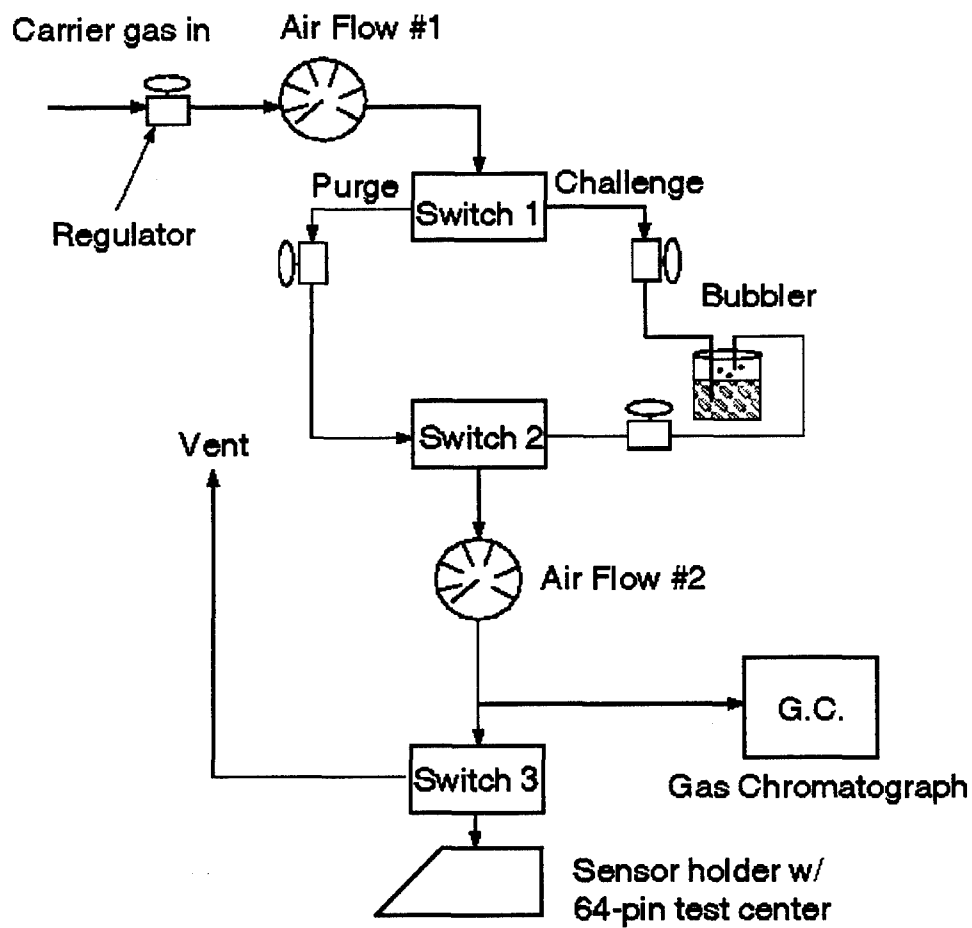 Carrier gas in
Air Flow #1
Regulator
Purge
Switch 1
Challenge
Bubbler
Switch 2
Vent
Air Flow #2
G.C.
Gas Chromatograph
Switch 3
Sensor holder w/
64-pin test center